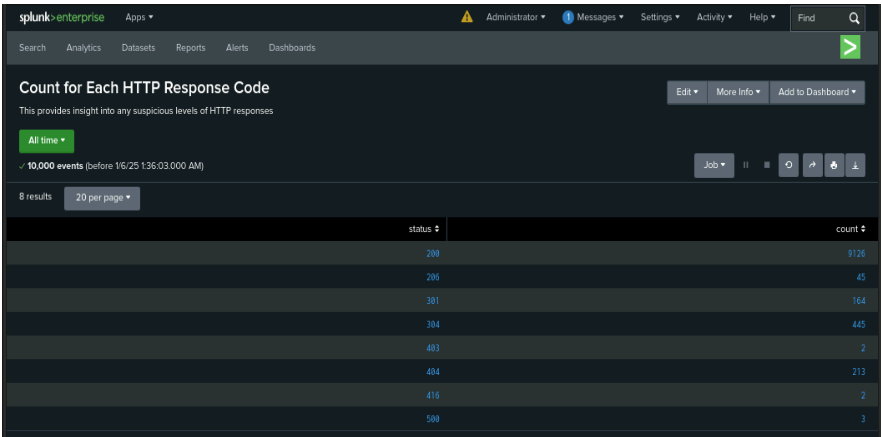 splunk>enterprise Apps Administrator 1 Messages Settings Activity Help Find
Search Analytics Datasets Reports Alerts Dashboards
Count for Each HTTP Response Code
Edit More Info Add to Dashboard
This provides insight into any suspicious levels of HTTP responses
All time
✓ 10,000 events (before 1/6/25 1:36:03.000 AM)
Job
8 results 20 per page
status count
200 9126
206 45
301 164
304 445
403 2
404 213
416 2
500 3